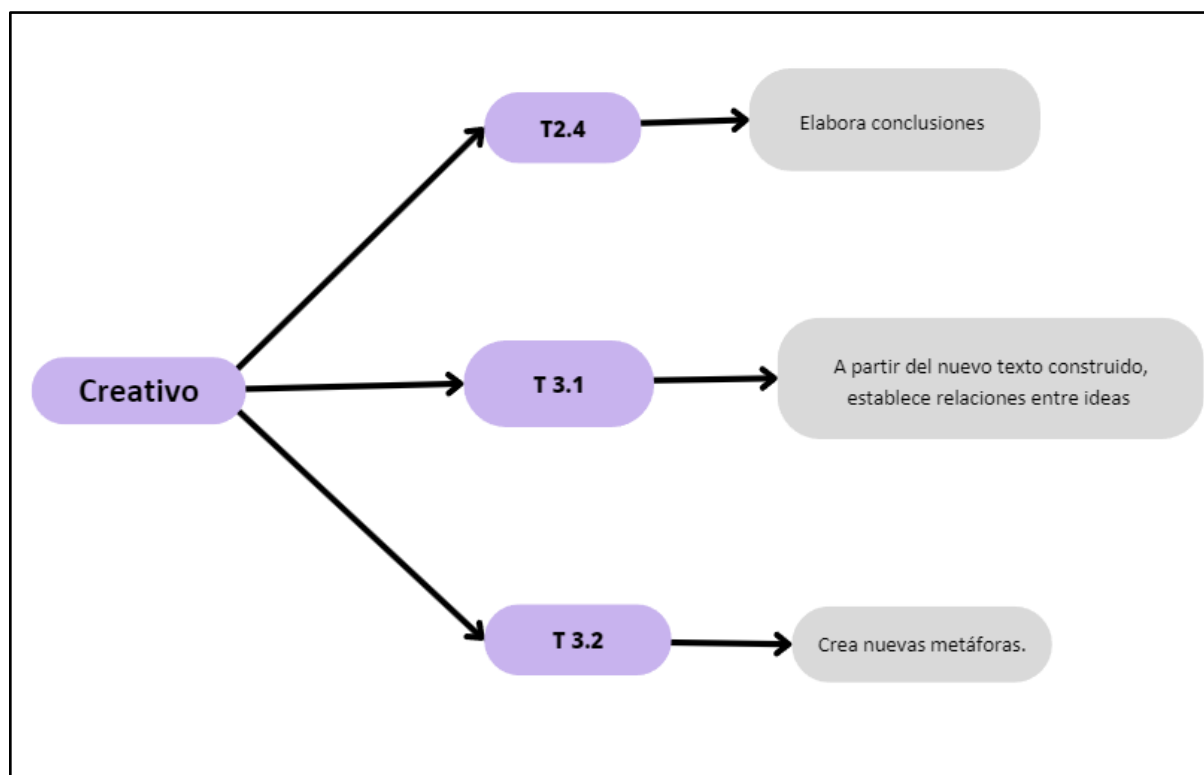 T2.4
Elabora conclusiones
Creativo
T 3.1
A partir del nuevo texto construido,
establece relaciones entre ideas
T 3.2
Crea nuevas metáforas.